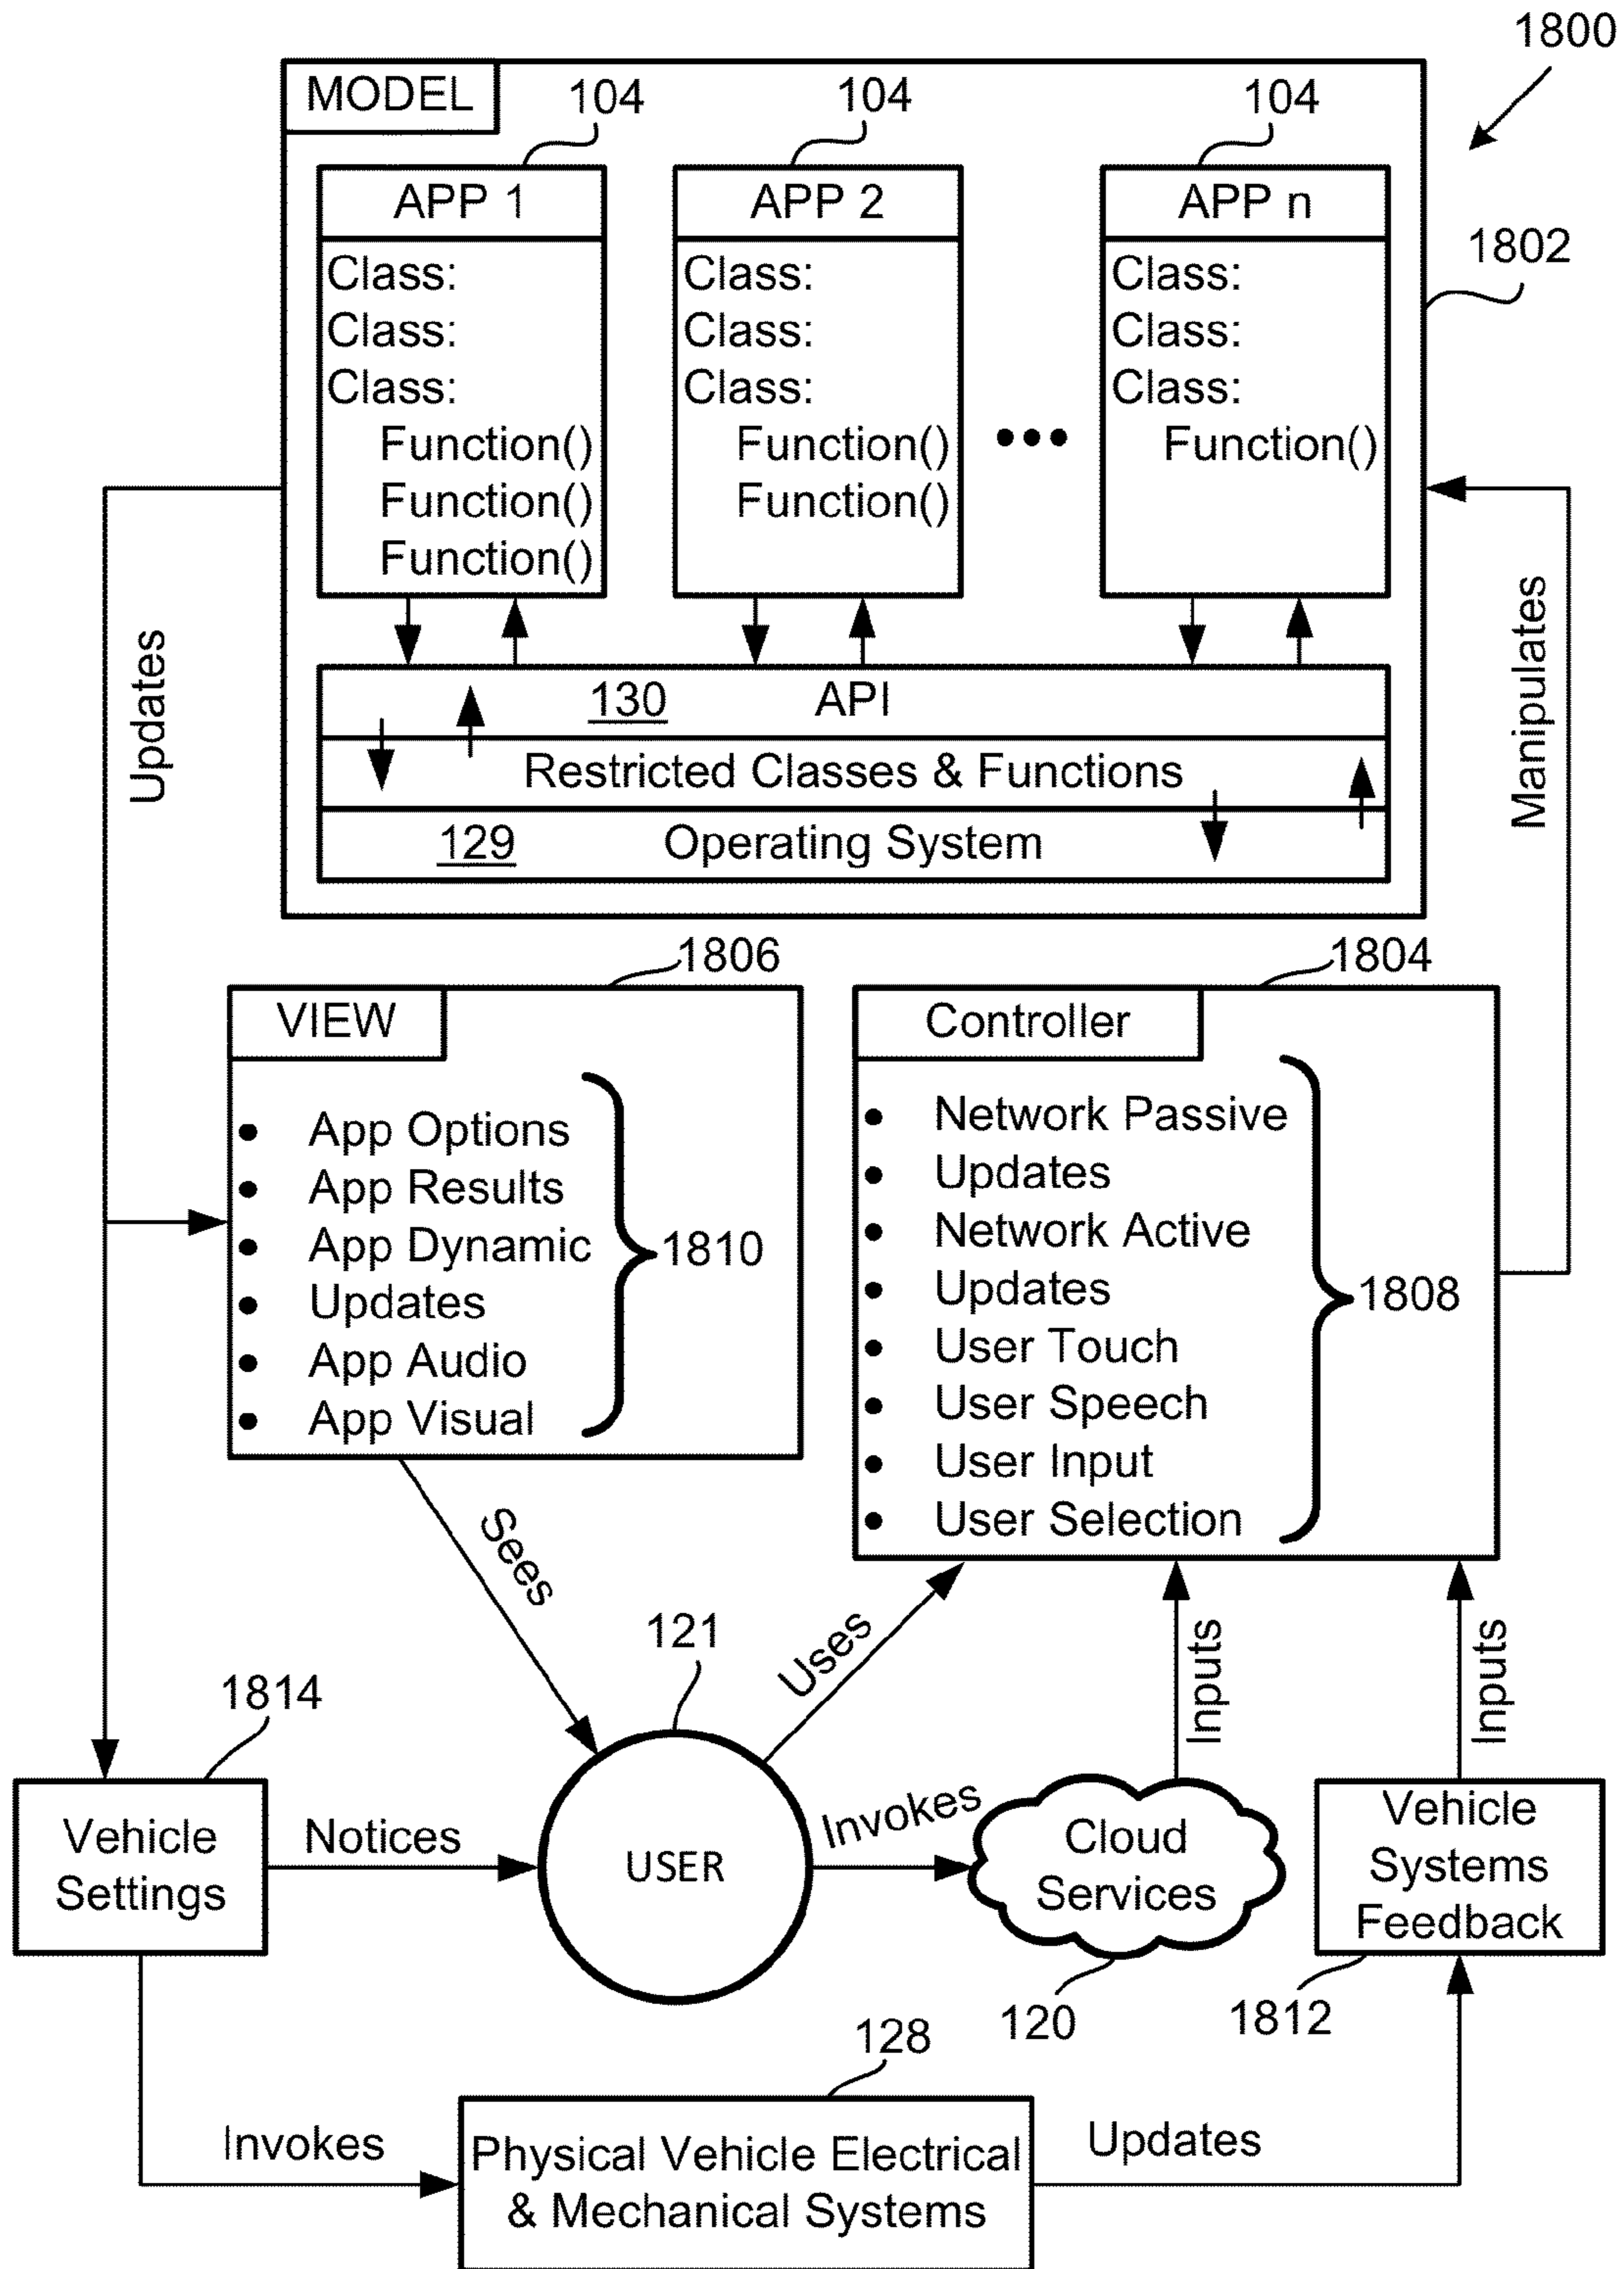 1800
MODEL
104
104
104
APP 1
APP 2
APP n
1802
Class:
Class:
Class:
Function()
Function()
Function()
Class:
Class:
Class:
Function()
Function()
•••
Class:
Class:
Class:
Function()
Updates
Manipulates
130 API
Restricted Classes & Functions
129 Operating System
1806
VIEW
• App Options
• App Results
• App Dynamic
• Updates
• App Audio
• App Visual
1810
1804
Controller
• Network Passive
• Updates
• Network Active
• Updates
• User Touch
• User Speech
• User Input
• User Selection
1808
Sees
Uses
Inputs
Inputs
121
1814
Vehicle
Settings
Notices
USER
Invokes
Cloud
Services
Vehicle
Systems
Feedback
120
1812
128
Invokes
Physical Vehicle Electrical
& Mechanical Systems
Updates